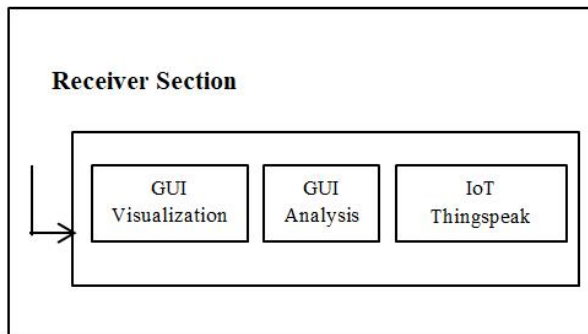 Receiver Section
GUI
Visualization
GUI
Analysis
IoT
Thingspeak